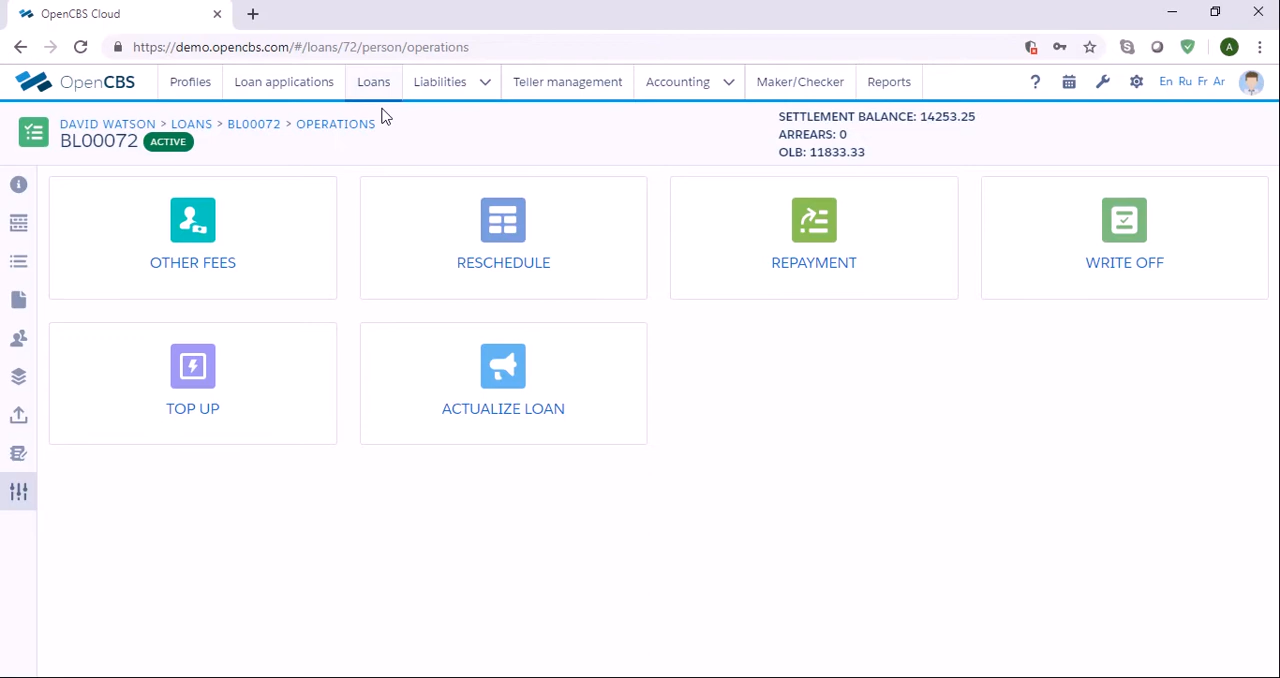 OpenCBS Cloud
https://demo.opencbs.com/#/loans/72/person/operations
A
OpenCBS Profiles Loan applications Loans Liabilities Teller management Accounting Maker/Checker Reports ? En Ru Fr Ar
DAVID WATSON > LOANS > BL00072 > OPERATIONS
BL00072 ACTIVE
SETTLEMENT BALANCE: 14253.25
ARREARS: 0
OLB: 11833.33
OTHER FEES RESCHEDULE REPAYMENT WRITE OFF
TOP UP ACTUALIZE LOAN